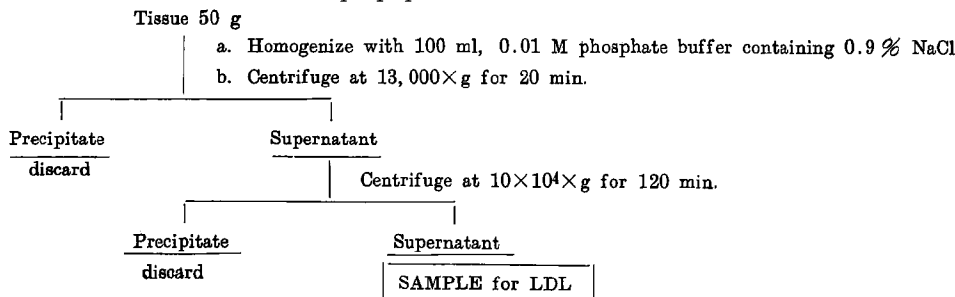 Tissue 50 g
a. Homogenize with 100 ml, 0.01 M phosphate buffer containing 0.9 % NaCl
b. Centrifuge at 13,000×g for 20 min.
Precipitate Supernatant
discard
Centrifuge at 10×10⁴×g for 120 min.
Precipitate Supernatant
discard SAMPLE for LDL